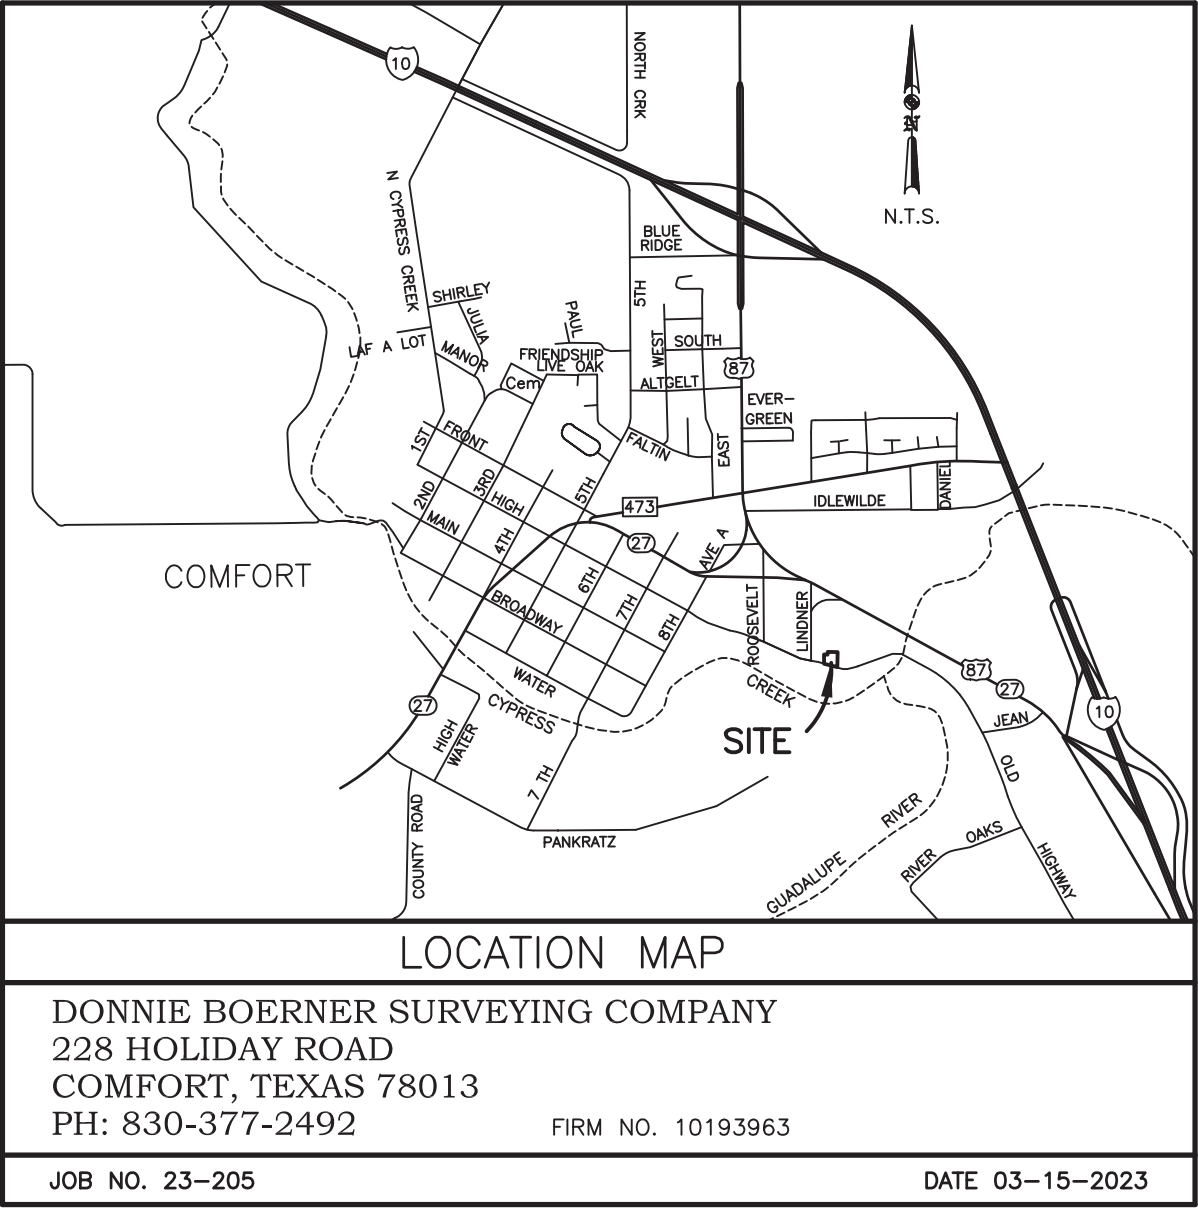 10
NORTH CRK
N
N.T.S.
N CYPRESS CREEK
BLUE
RIDGE
5TH
SHIRLEY
JULIA
PAUL
LAF A LOT
MANOR
FRIENDSHIP
LIVE OAK
Cem
WEST
SOUTH
87
ALTGELT
EVER-
GREEN
1ST
FRONT
FALTIN
EAST
2ND
3RD
HIGH
5TH
473
IDLEWILDE
DANIEL
MAIN
4TH
27
AVE A
COMFORT
6TH
7TH
8TH
BROADWAY
ROOSEVELT
LINDNER
WATER
CYPRESS
CREEK
87
27
27
HIGH
WATER
SITE
JEAN
10
OLD
HIGHWAY
7 TH
COUNTY ROAD
PANKRATZ
GUADALUPE
RIVER
RIVER
OAKS
LOCATION MAP
DONNIE BOERNER SURVEYING COMPANY
228 HOLIDAY ROAD
COMFORT, TEXAS 78013
PH: 830-377-2492
FIRM NO. 10193963
JOB NO. 23-205
DATE 03-15-2023